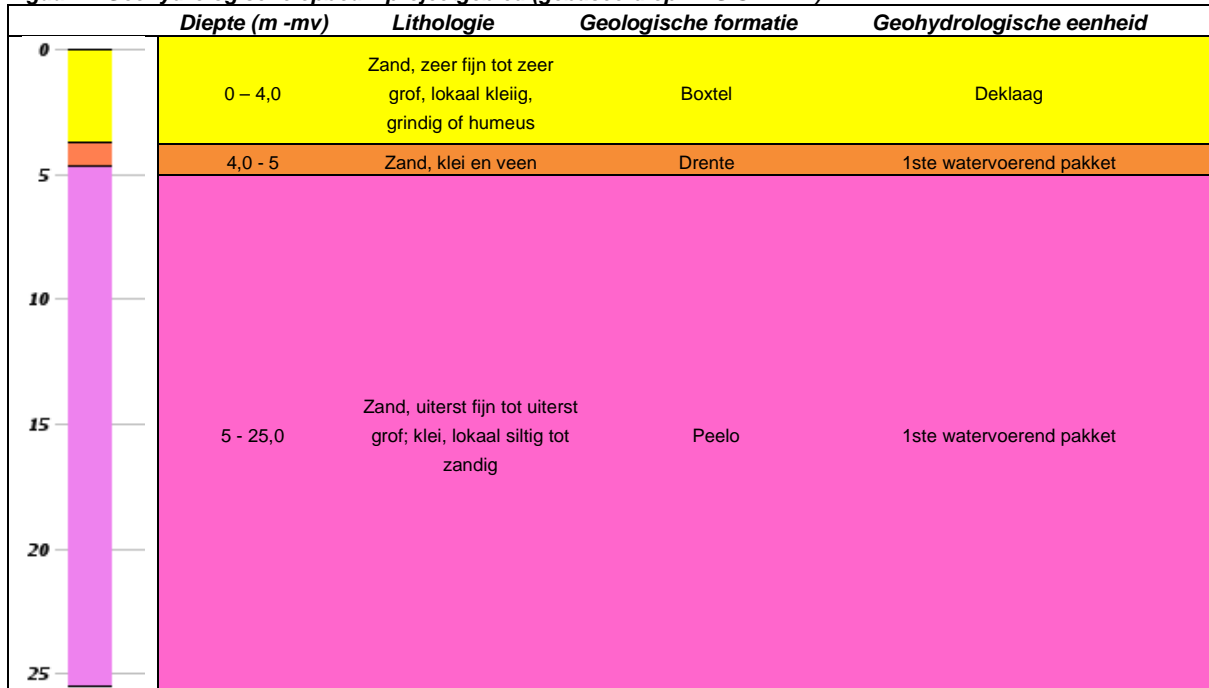 Diepte (m -mv) Lithologie Geologische formatie Geohydrologische eenheid
0
0 – 4,0
Zand, zeer fijn tot zeer
grof, lokaal kleiig,
grindig of humeus
Boxtel
Deklaag
4,0 - 5
Zand, klei en veen
Drente
1ste watervoerend pakket
5
10
15
5 - 25,0
Zand, uiterst fijn tot uiterst
grof; klei, lokaal siltig tot
zandig
Peelo
1ste watervoerend pakket
20
25